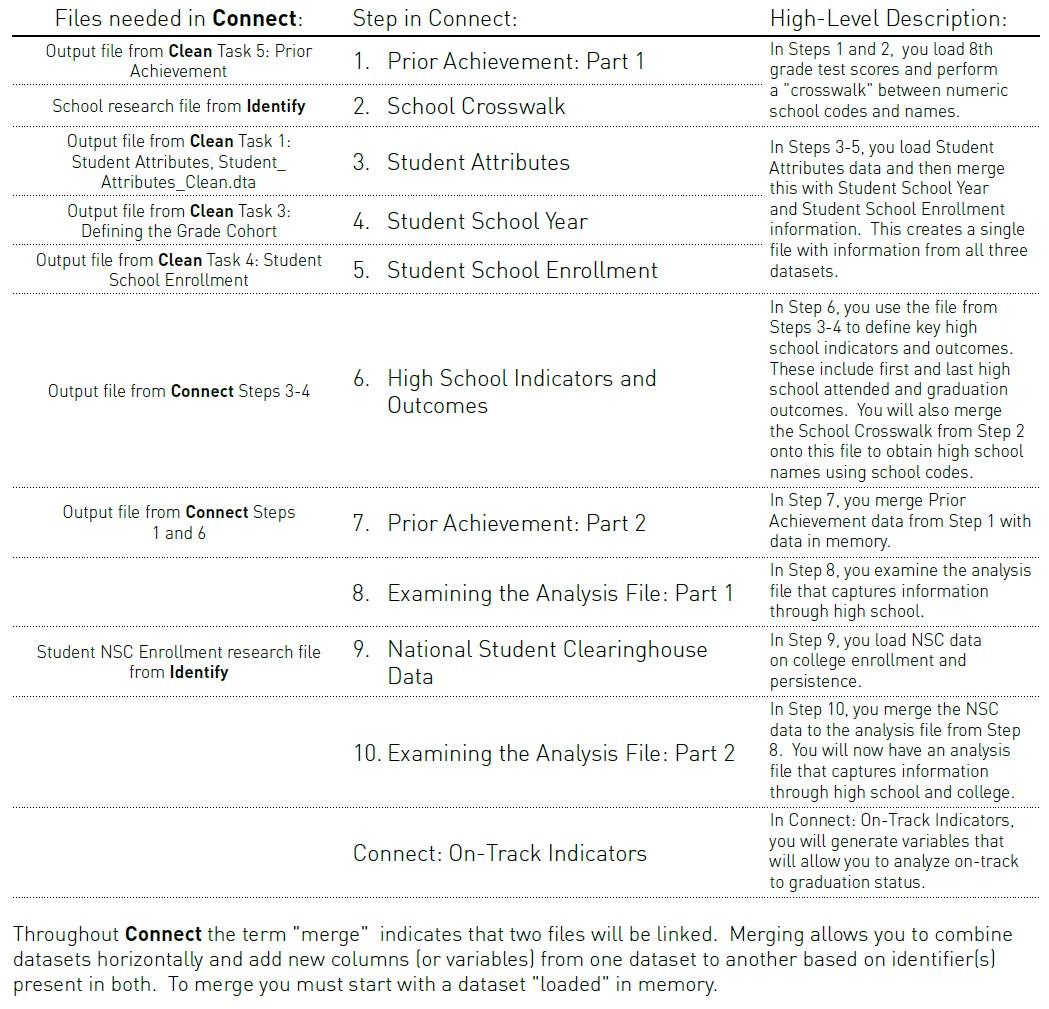 Files needed in Connect:
Step in Connect:
High-Level Description:
Output file from Clean Task 5: Prior
Achievement
1. Prior Achievement: Part 1
In Steps 1 and 2, you load 8th
grade test scores and perform
a "crosswalk" between numeric
school codes and names.
School research file from Identify
2. School Crosswalk
Output file from Clean Task 1:
Student Attributes, Student_
Attributes_Clean.dta
3. Student Attributes
In Steps 3-5, you load Student
Attributes data and then merge
this with Student School Year
and Student School Enrollment
information. This creates a single
file with information from all three
datasets.
Output file from Clean Task 3:
Defining the Grade Cohort
4. Student School Year
Output file from Clean Task 4: Student
School Enrollment
5. Student School Enrollment
Output file from Connect Steps 3-4
6. High School Indicators and
Outcomes
In Step 6, you use the file from
Steps 3-4 to define key high
school indicators and outcomes.
These include first and last high
school attended and graduation
outcomes. You will also merge
the School Crosswalk from Step 2
onto this file to obtain high school
names using school codes.
Output file from Connect Steps
1 and 6
7. Prior Achievement: Part 2
In Step 7, you merge Prior
Achievement data from Step 1 with
data in memory.
8. Examining the Analysis File: Part 1
In Step 8, you examine the analysis
file that captures information
through high school.
Student NSC Enrollment research file
from Identify
9. National Student Clearinghouse
Data
In Step 9, you load NSC data
on college enrollment and
persistence.
10. Examining the Analysis File: Part 2
In Step 10, you merge the NSC
data to the analysis file from Step
8. You will now have an analysis
file that captures information
through high school and college.
Connect: On-Track Indicators
In Connect: On-Track Indicators,
you will generate variables that
will allow you to analyze on-track
to graduation status.
Throughout Connect the term "merge" indicates that two files will be linked. Merging allows you to combine
datasets horizontally and add new columns (or variables) from one dataset to another based on identifier(s)
present in both. To merge you must start with a dataset "loaded" in memory.